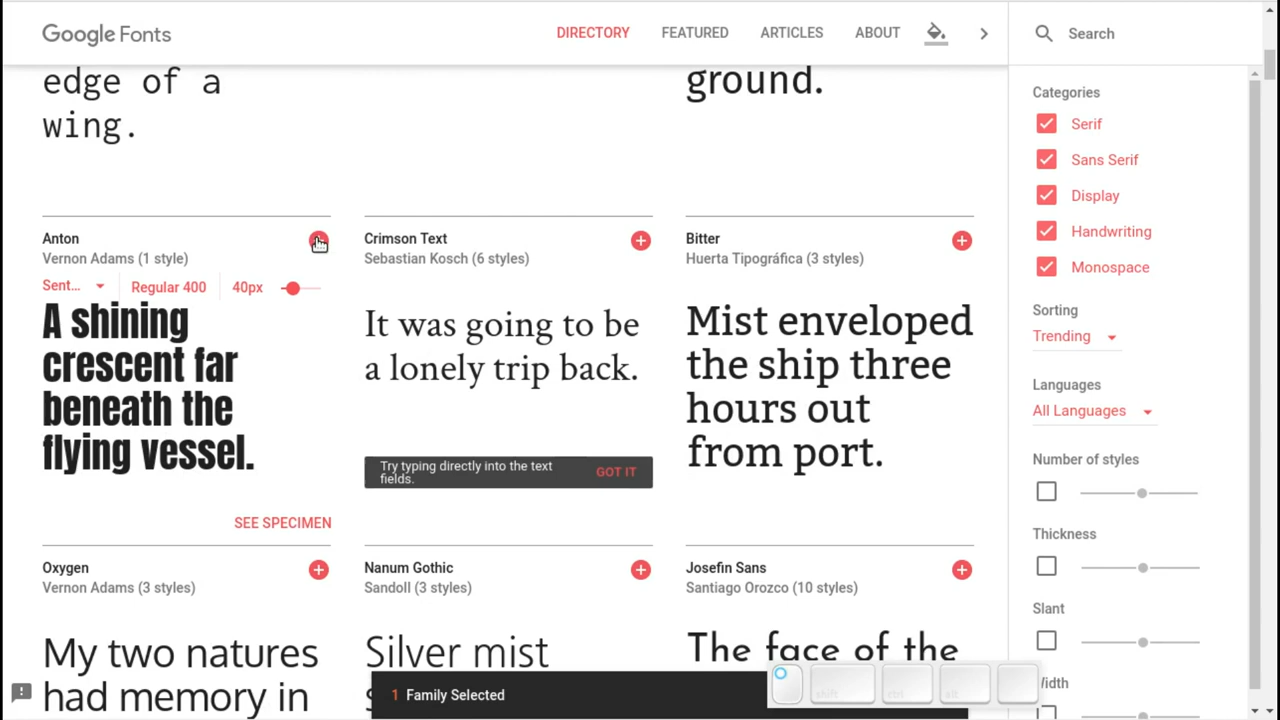 Google Fonts
DIRECTORY
FEATURED
ARTICLES
ABOUT
Search
edge of a
wing.
ground.
Anton
Vernon Adams (1 style)
Sent...
Regular 400
40px
A shining
crescent far
beneath the
flying vessel.
SEE SPECIMEN
Crimson Text
Sebastian Kosch (6 styles)
It was going to be
a lonely trip back.
Try typing directly into the text
fields.
GOT IT
Bitter
Huerta Tipográfica (3 styles)
Mist enveloped
the ship three
hours out
from port.
Oxygen
Vernon Adams (3 styles)
My two natures
had memory in
Nanum Gothic
Sandoll (3 styles)
Silver mist
Josefin Sans
Santiago Orozco (10 styles)
The face of the
1 Family Selected
shift
ctrl
alt
Categories
Serif
Sans Serif
Display
Handwriting
Monospace
Sorting
Trending
Languages
All Languages
Number of styles
Thickness
Slant